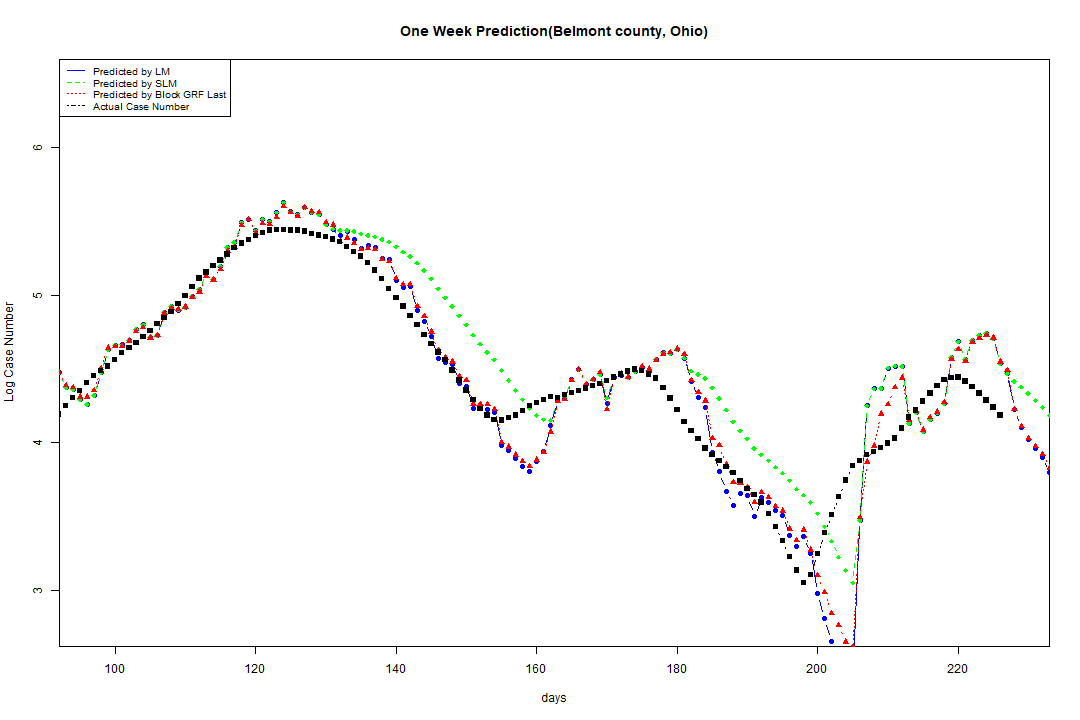 One Week Prediction(Belmont county, Ohio)
Predicted by LM
Predicted by SLM
Predicted by Block GRF Last
Actual Case Number
Log Case Number
6
5
4
3
100 120 140 160 180 200 220
days